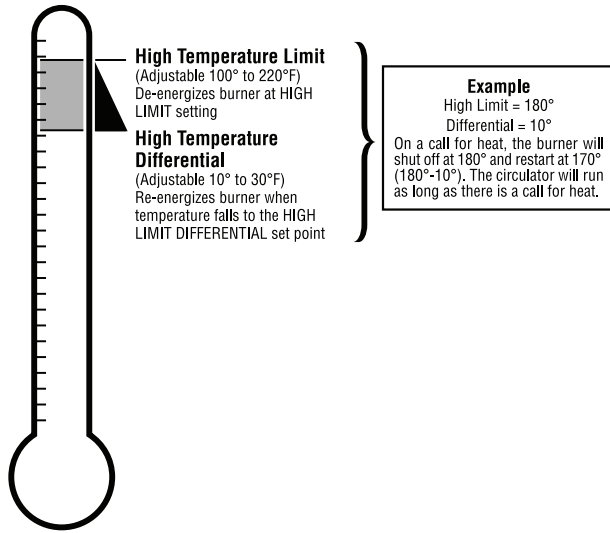 High Temperature Limit
(Adjustable 100° to 220°F)
De-energizes burner at HIGH
LIMIT setting
High Temperature
Differential
(Adjustable 10° to 30°F)
Re-energizes burner when
temperature falls to the HIGH
LIMIT DIFFERENTIAL set point
Example
High Limit = 180°
Differential = 10°
On a call for heat, the burner will
shut off at 180° and restart at 170°
(180°-10°). The circulator will run
as long as there is a call for heat.